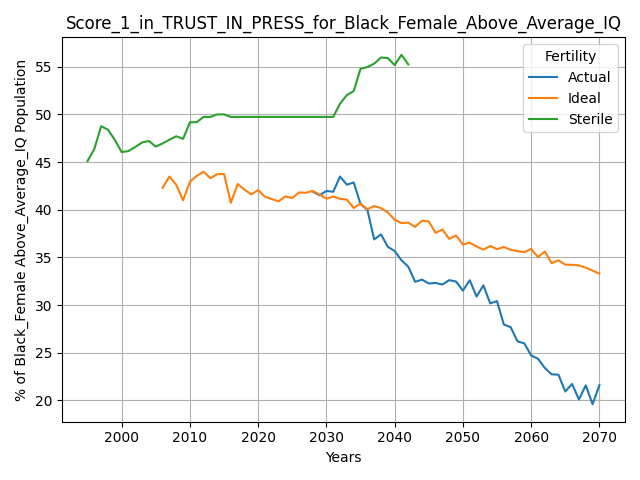 Score_1_in_TRUST_IN_PRESS_for_Black_Female_Above_Average_IQ
% of Black_Female Above_Average_IQ Population
55
50
45
40
35
30
25
20
Fertility
Actual
Ideal
Sterile
2000 2010 2020 2030 2040 2050 2060 2070
Years